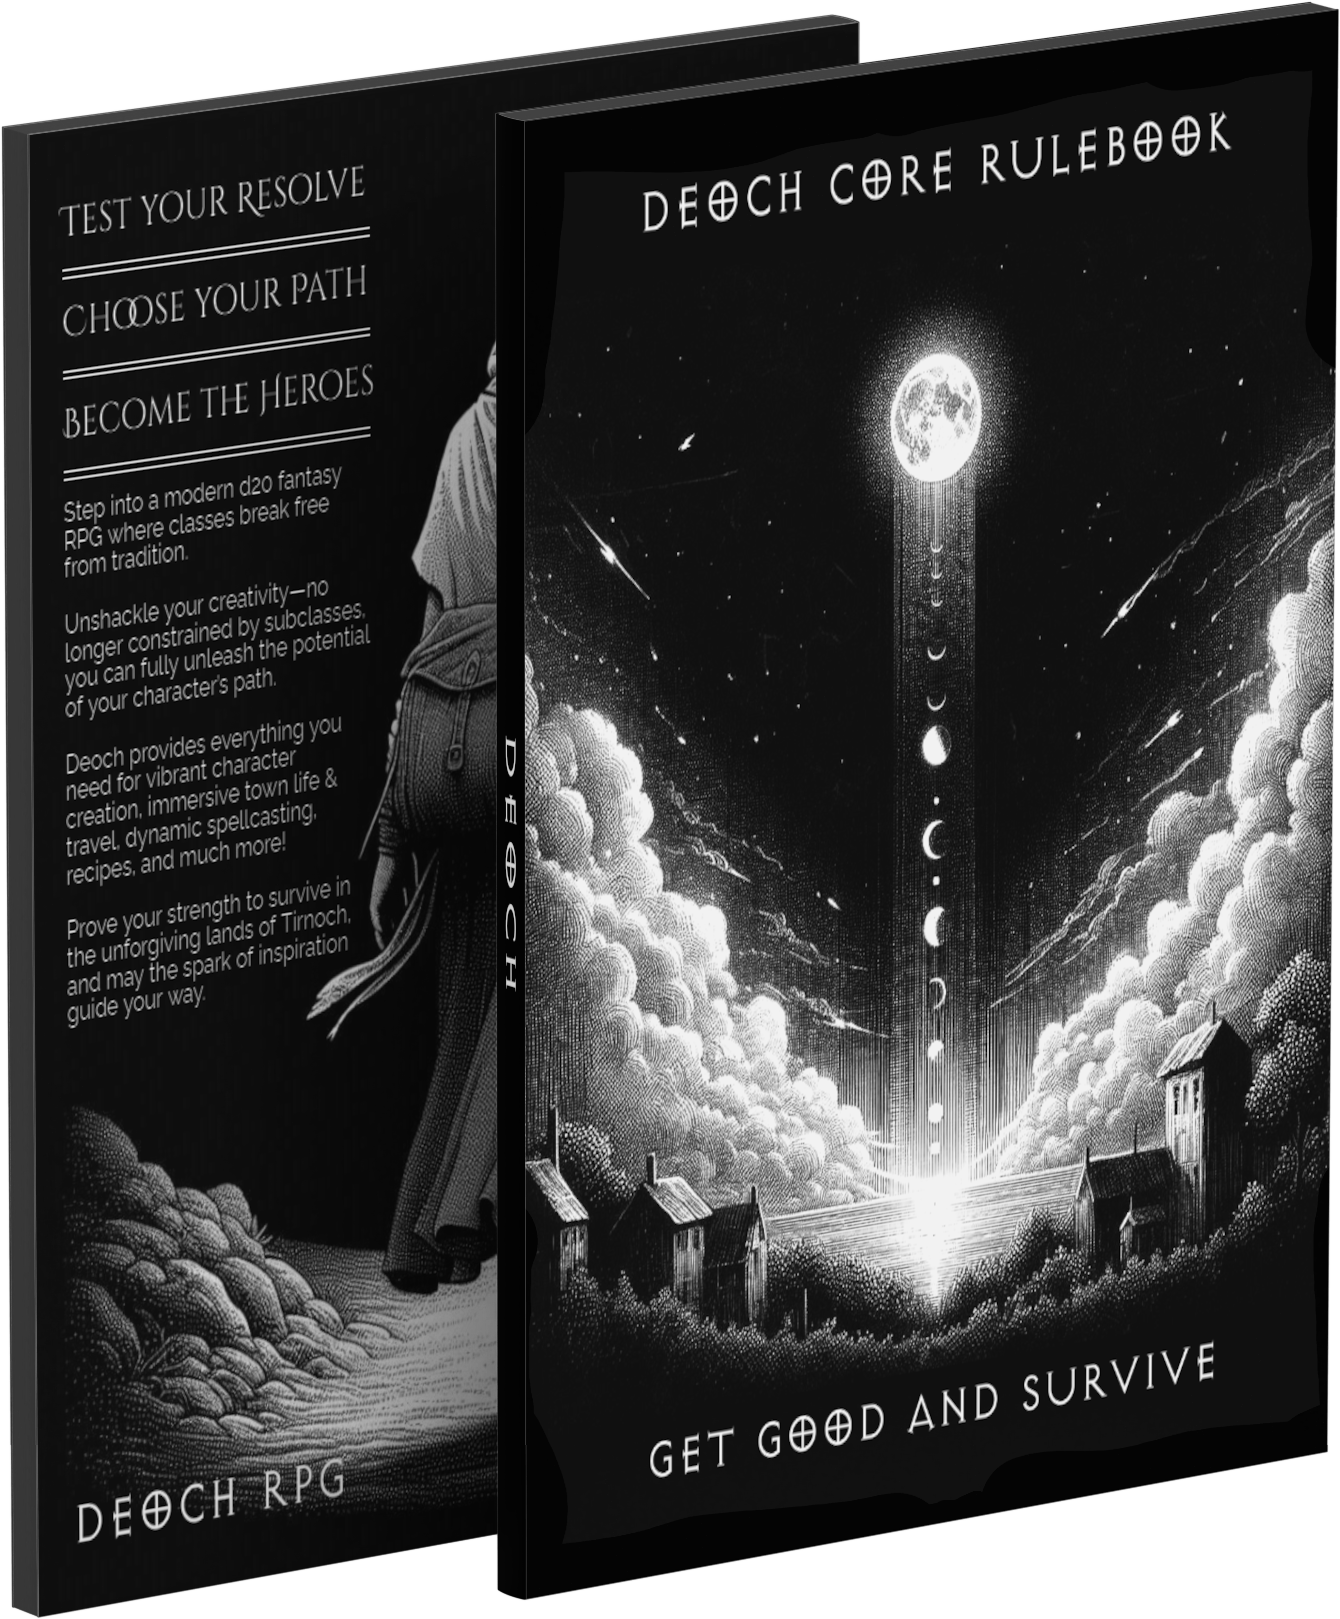 TEST YOUR RESOLVE
CHOOSE YOUR PATH
BECOME THE HEROES
Step into a modern d20 fantasy
RPG where classes break free
from tradition.
Unshackle your creativity—no
longer constrained by subclasses,
you can fully unleash the potential
of your character's path.
Deoch provides everything you
need for vibrant character
creation, immersive town life &
travel, dynamic spellcasting,
recipes, and much more!
Prove your strength to survive in
the unforgiving lands of Tirnoch,
and may the spark of inspiration
guide your way.
DEOCH RPG
DEOCH
DEOCH CORE RULEBOOK
GET GOOD AND SURVIVE